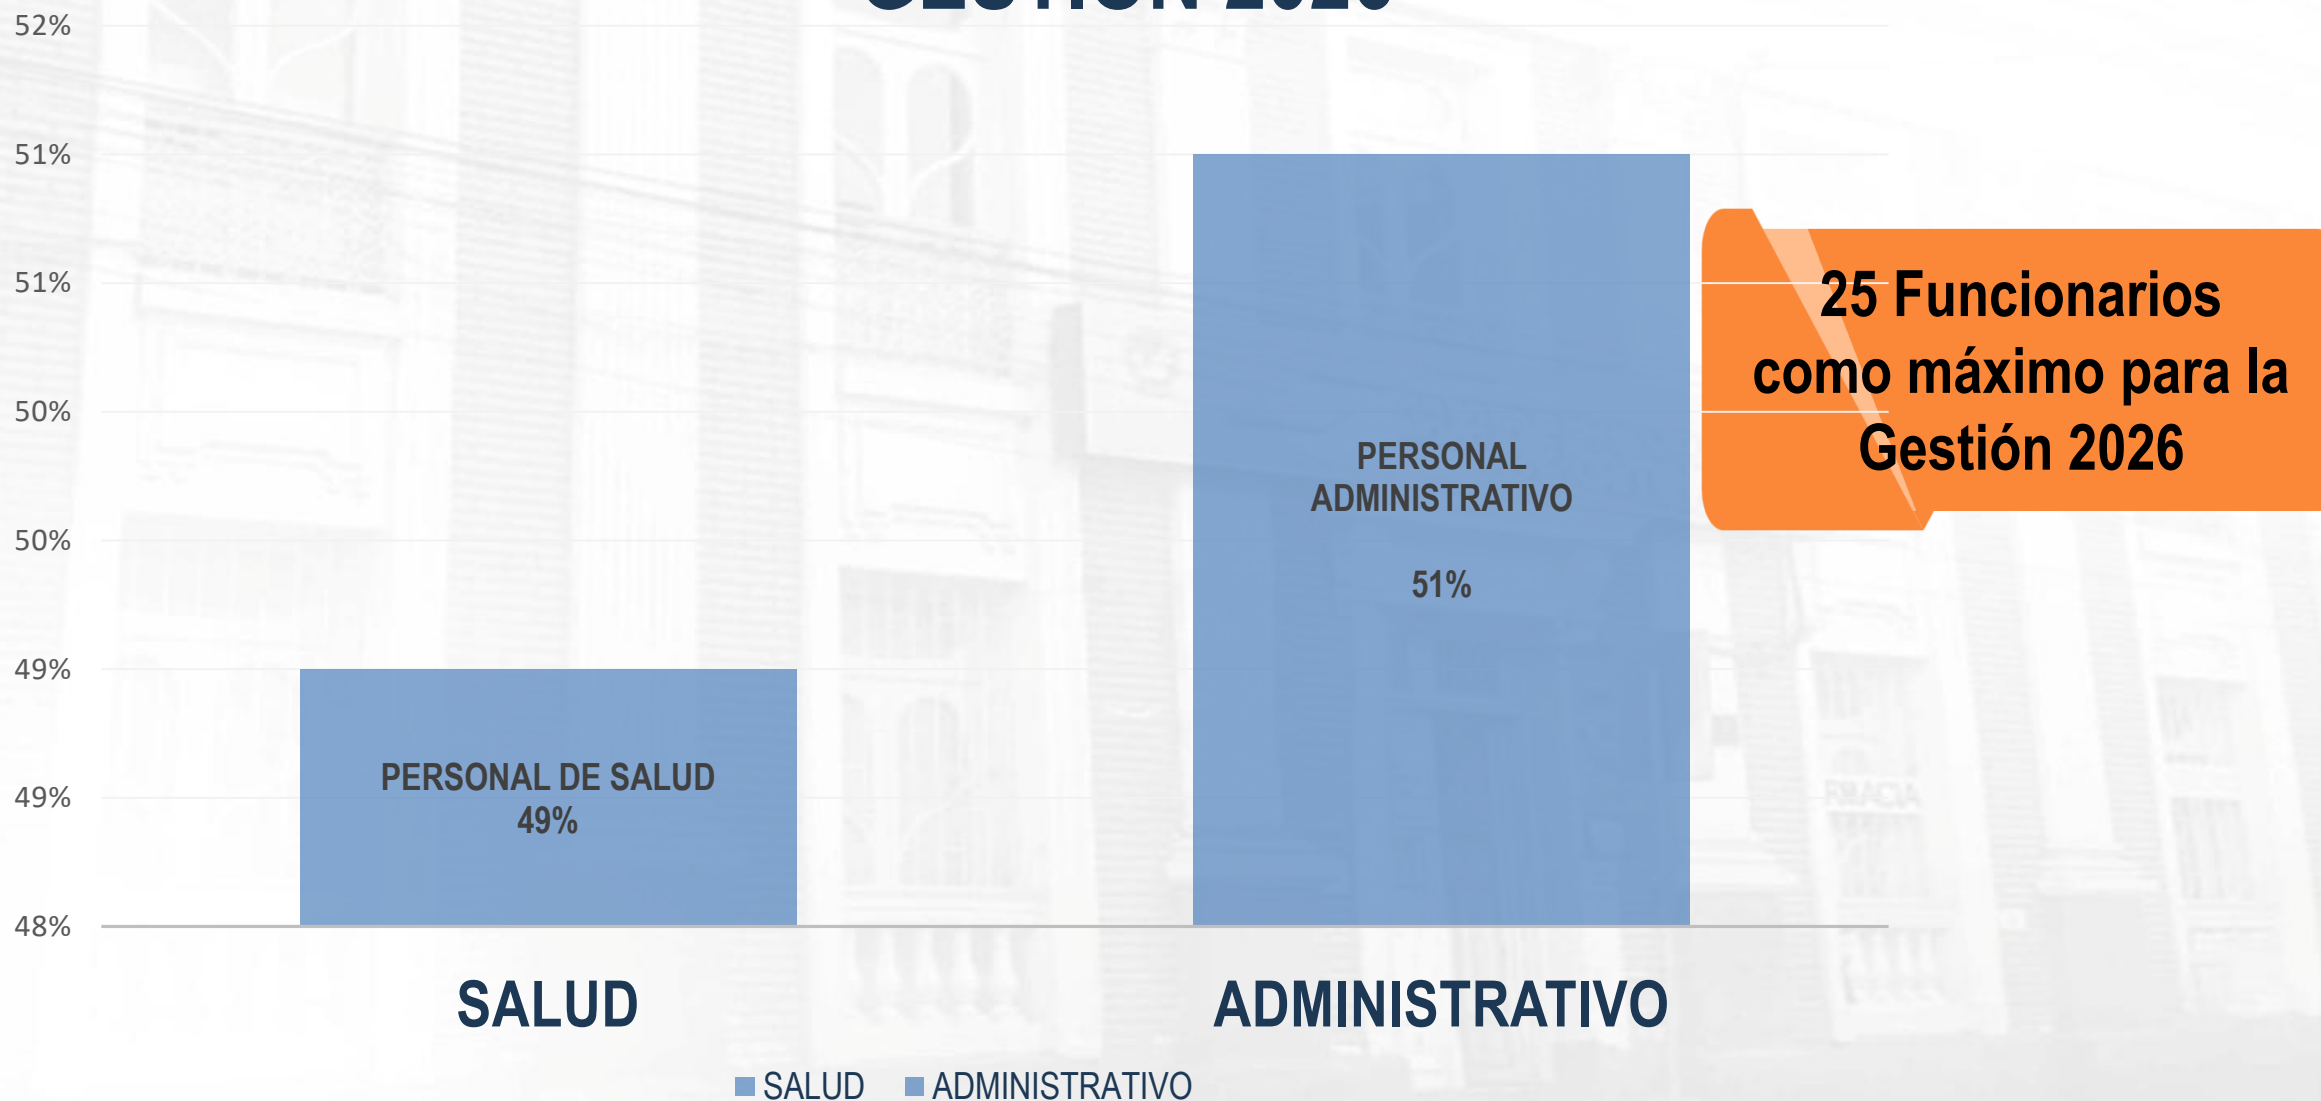 52%
51%
51%
50%
50%
49%
49%
48%
25 Funcionarios
como máximo para la
Gestión 2026
PERSONAL
ADMINISTRATIVO
51%
PERSONAL DE SALUD
49%
SALUD
ADMINISTRATIVO
SALUD
ADMINISTRATIVO